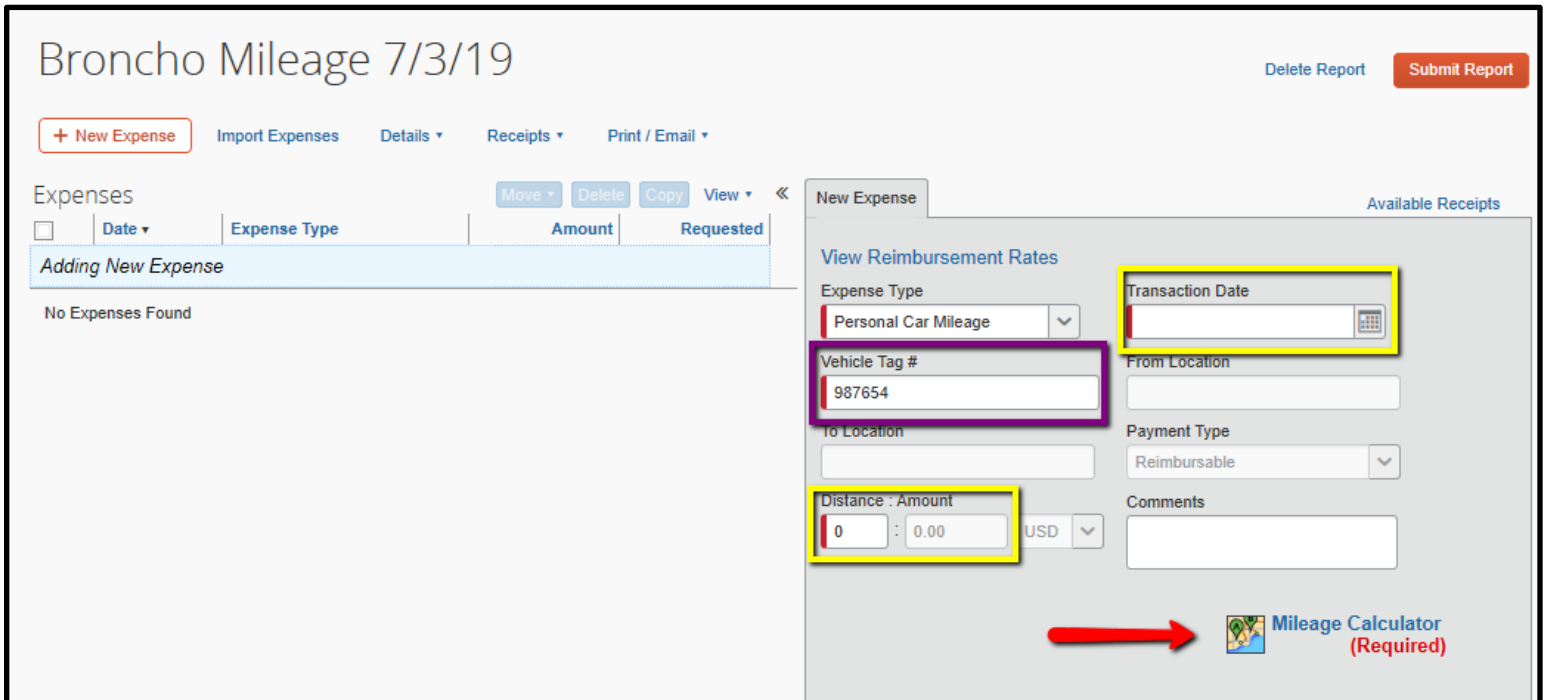 Broncho Mileage 7/3/19
Delete Report
Submit Report
+ New Expense
Import Expenses
Details
Receipts
Print / Email
Expenses
Move
Delete
Copy
View
Date
Expense Type
Amount
Requested
Adding New Expense
No Expenses Found
New Expense
Available Receipts
View Reimbursement Rates
Expense Type
Transaction Date
Personal Car Mileage
Vehicle Tag #
From Location
987654
To Location
Payment Type
Reimbursable
Distance : Amount
Comments
0 : 0.00 USD
Mileage Calculator
(Required)